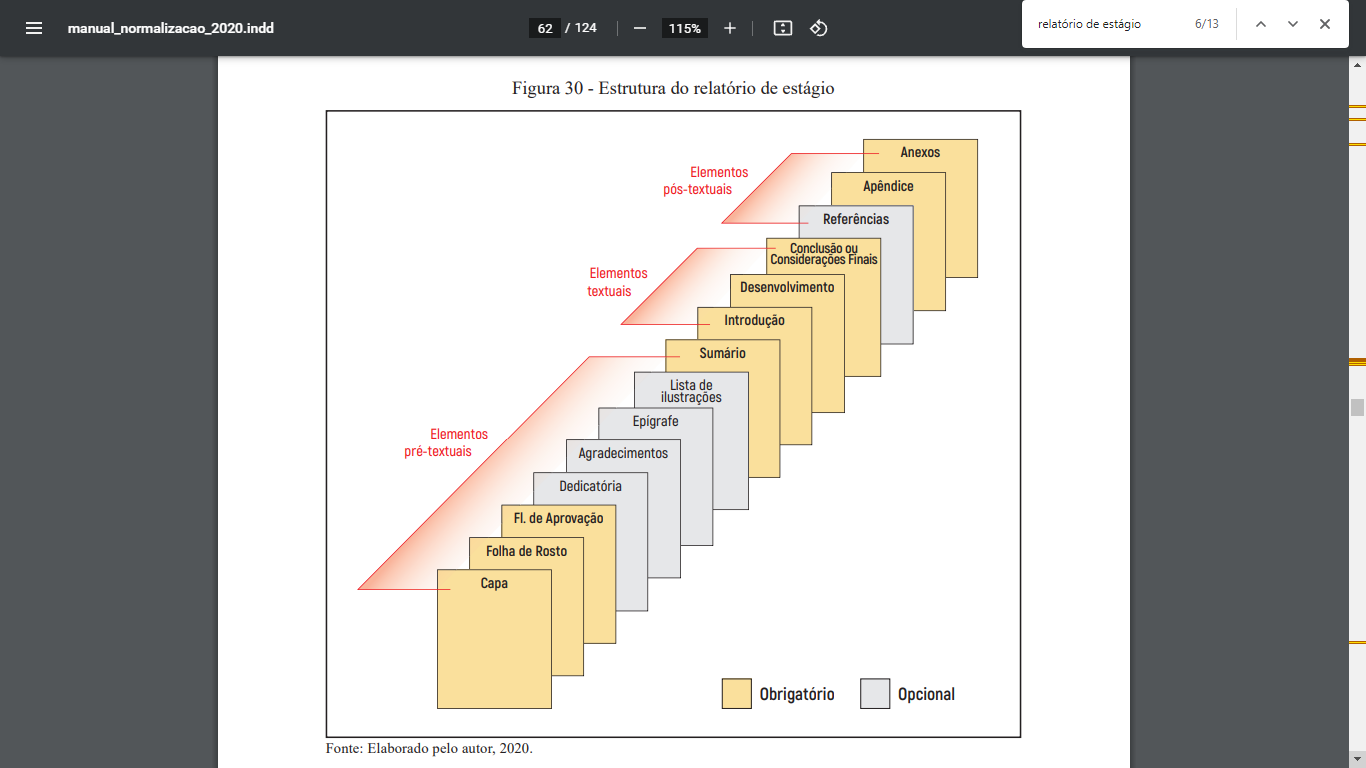 manual_normalizacao_2020.indd
62 / 124
115%
relatório de estágio 6/13
Figura 30 - Estrutura do relatório de estágio
Anexos
Elementos
pós-textuais
Apêndice
Referências
Conclusão ou
Considerações Finais
Elementos
textuais
Desenvolvimento
Introdução
Sumário
Lista de
ilustrações
Epígrafe
Elementos
pré-textuais
Agradecimentos
Dedicatória
Fl. de Aprovação
Folha de Rosto
Capa
Obrigatório
Opcional
Fonte: Elaborado pelo autor, 2020.